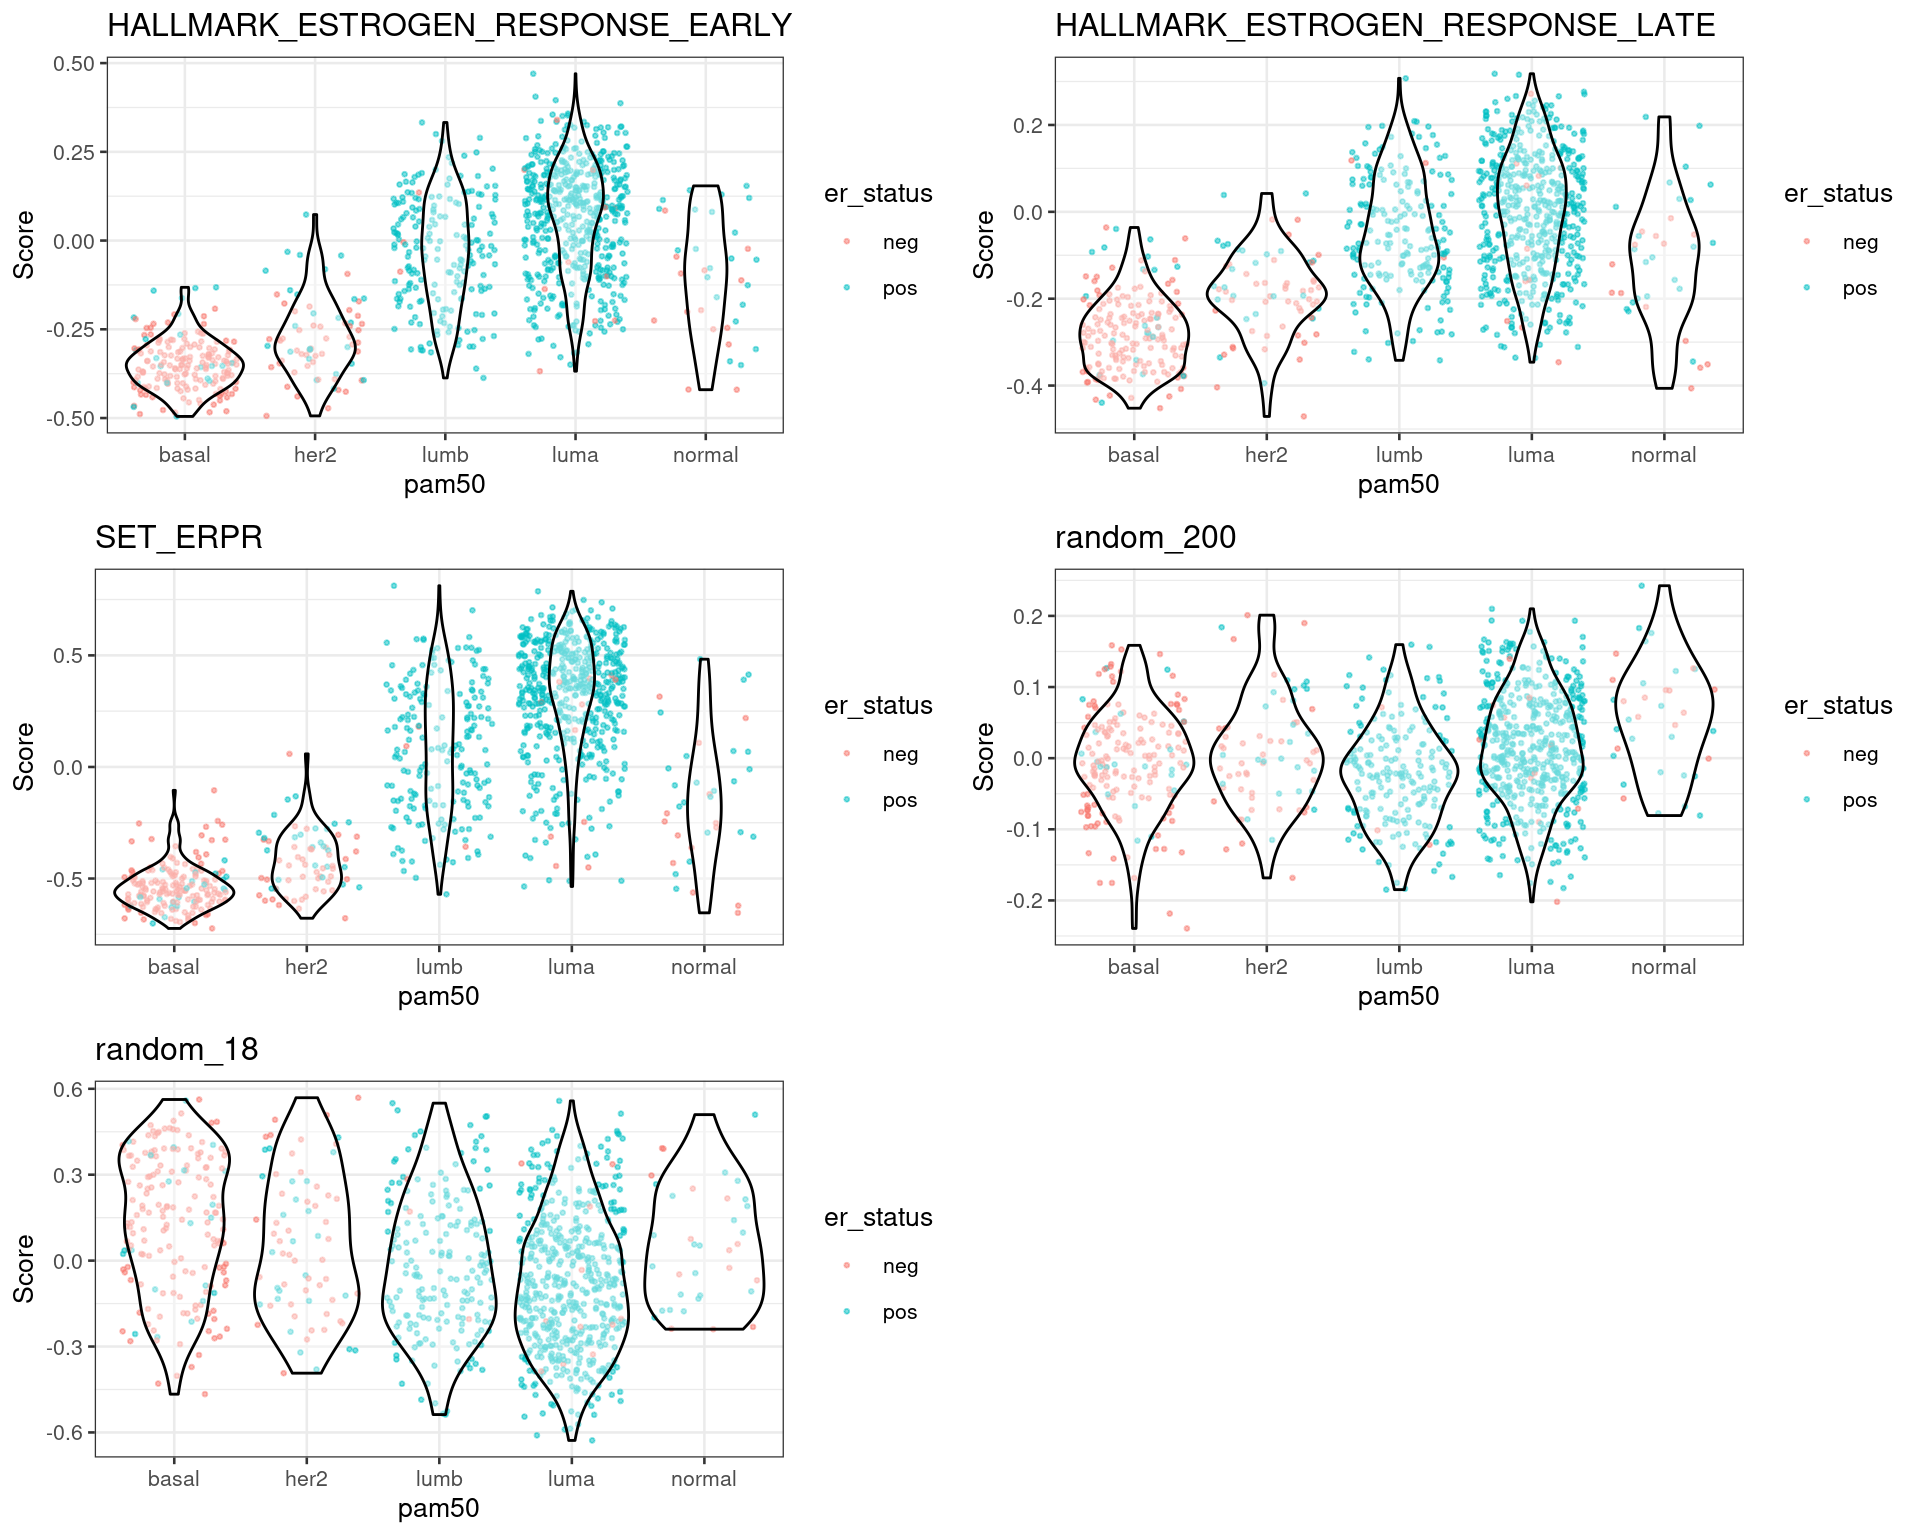 HALLMARK_ESTROGEN_RESPONSE_EARLY
0.50
0.25
0.00
-0.25
-0.50
Score
basal her2 lumb luma normal
pam50
er_status
neg
pos
HALLMARK_ESTROGEN_RESPONSE_LATE
0.2
0.0
-0.2
-0.4
Score
basal her2 lumb luma normal
pam50
er_status
neg
pos
SET_ERPR
0.5
0.0
-0.5
Score
basal her2 lumb luma normal
pam50
er_status
neg
pos
random_200
0.2
0.1
0.0
-0.1
-0.2
Score
basal her2 lumb luma normal
pam50
er_status
neg
pos
random_18
0.6
0.3
0.0
-0.3
-0.6
Score
basal her2 lumb luma normal
pam50
er_status
neg
pos